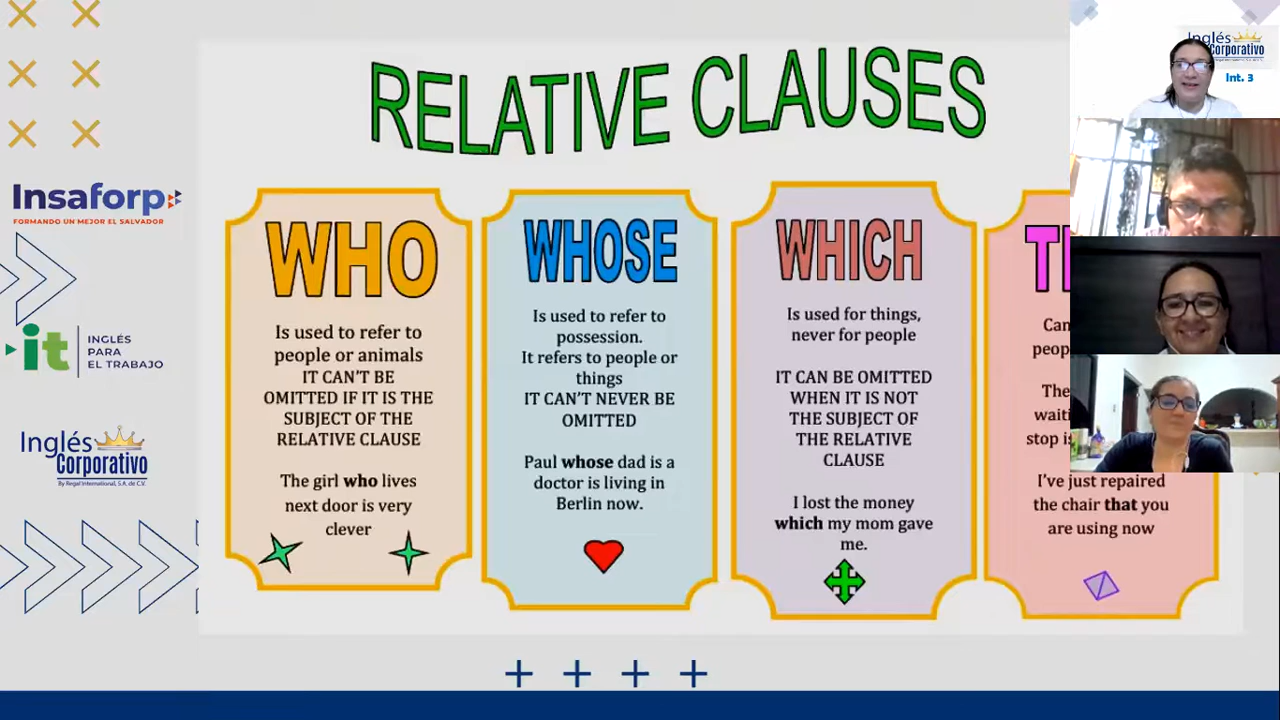 RELATIVE CLAUSES
Inglés
Corporativo
Int. 3
Insaforp
FORMANDO UN MEJOR EL SALVADOR
it
INGLÉS
PARA
EL TRABAJO
Inglés
Corporativo
By Regal International, S.A. de C.V.
WHO
Is used to refer to
people or animals
IT CAN'T BE
OMITTED IF IT IS THE
SUBJECT OF THE
RELATIVE CLAUSE
The girl who lives
next door is very
clever
WHOSE
Is used to refer to
possession.
It refers to people or
things
IT CAN'T NEVER BE
OMITTED
Paul whose dad is a
doctor is living in
Berlin now.
WHICH
Is used for things,
never for people
IT CAN BE OMITTED
WHEN IT IS NOT
THE SUBJECT OF
THE RELATIVE
CLAUSE
I lost the money
which my mom gave
me.
stop is
I've just repaired
the chair that you
are using now